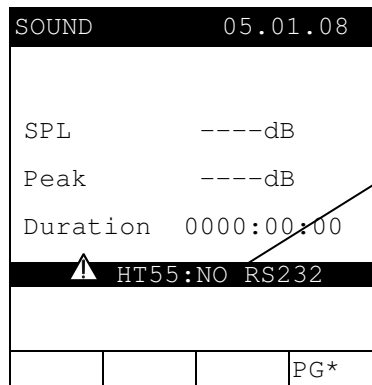 SOUND 05.01.08
SPL ----dB
Peak ----dB
Duration 0000:00:00
HT55:NO RS232
PG*